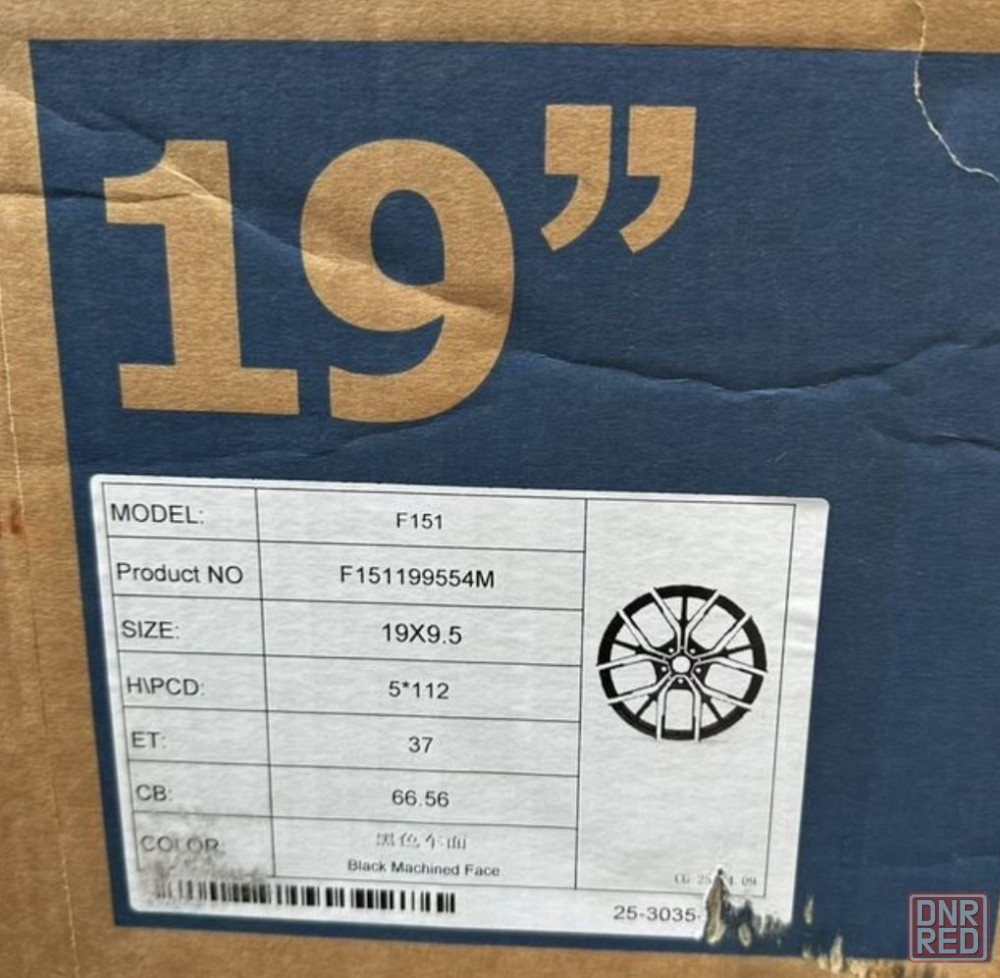 19”
MODEL: F151
Product NO F151199554M
SIZE: 19X9.5
H\PCD: 5*112
ET: 37
CB: 66.56
COLOR: 黑色车面
Black Machined Face
25-3035-
DNR
RED